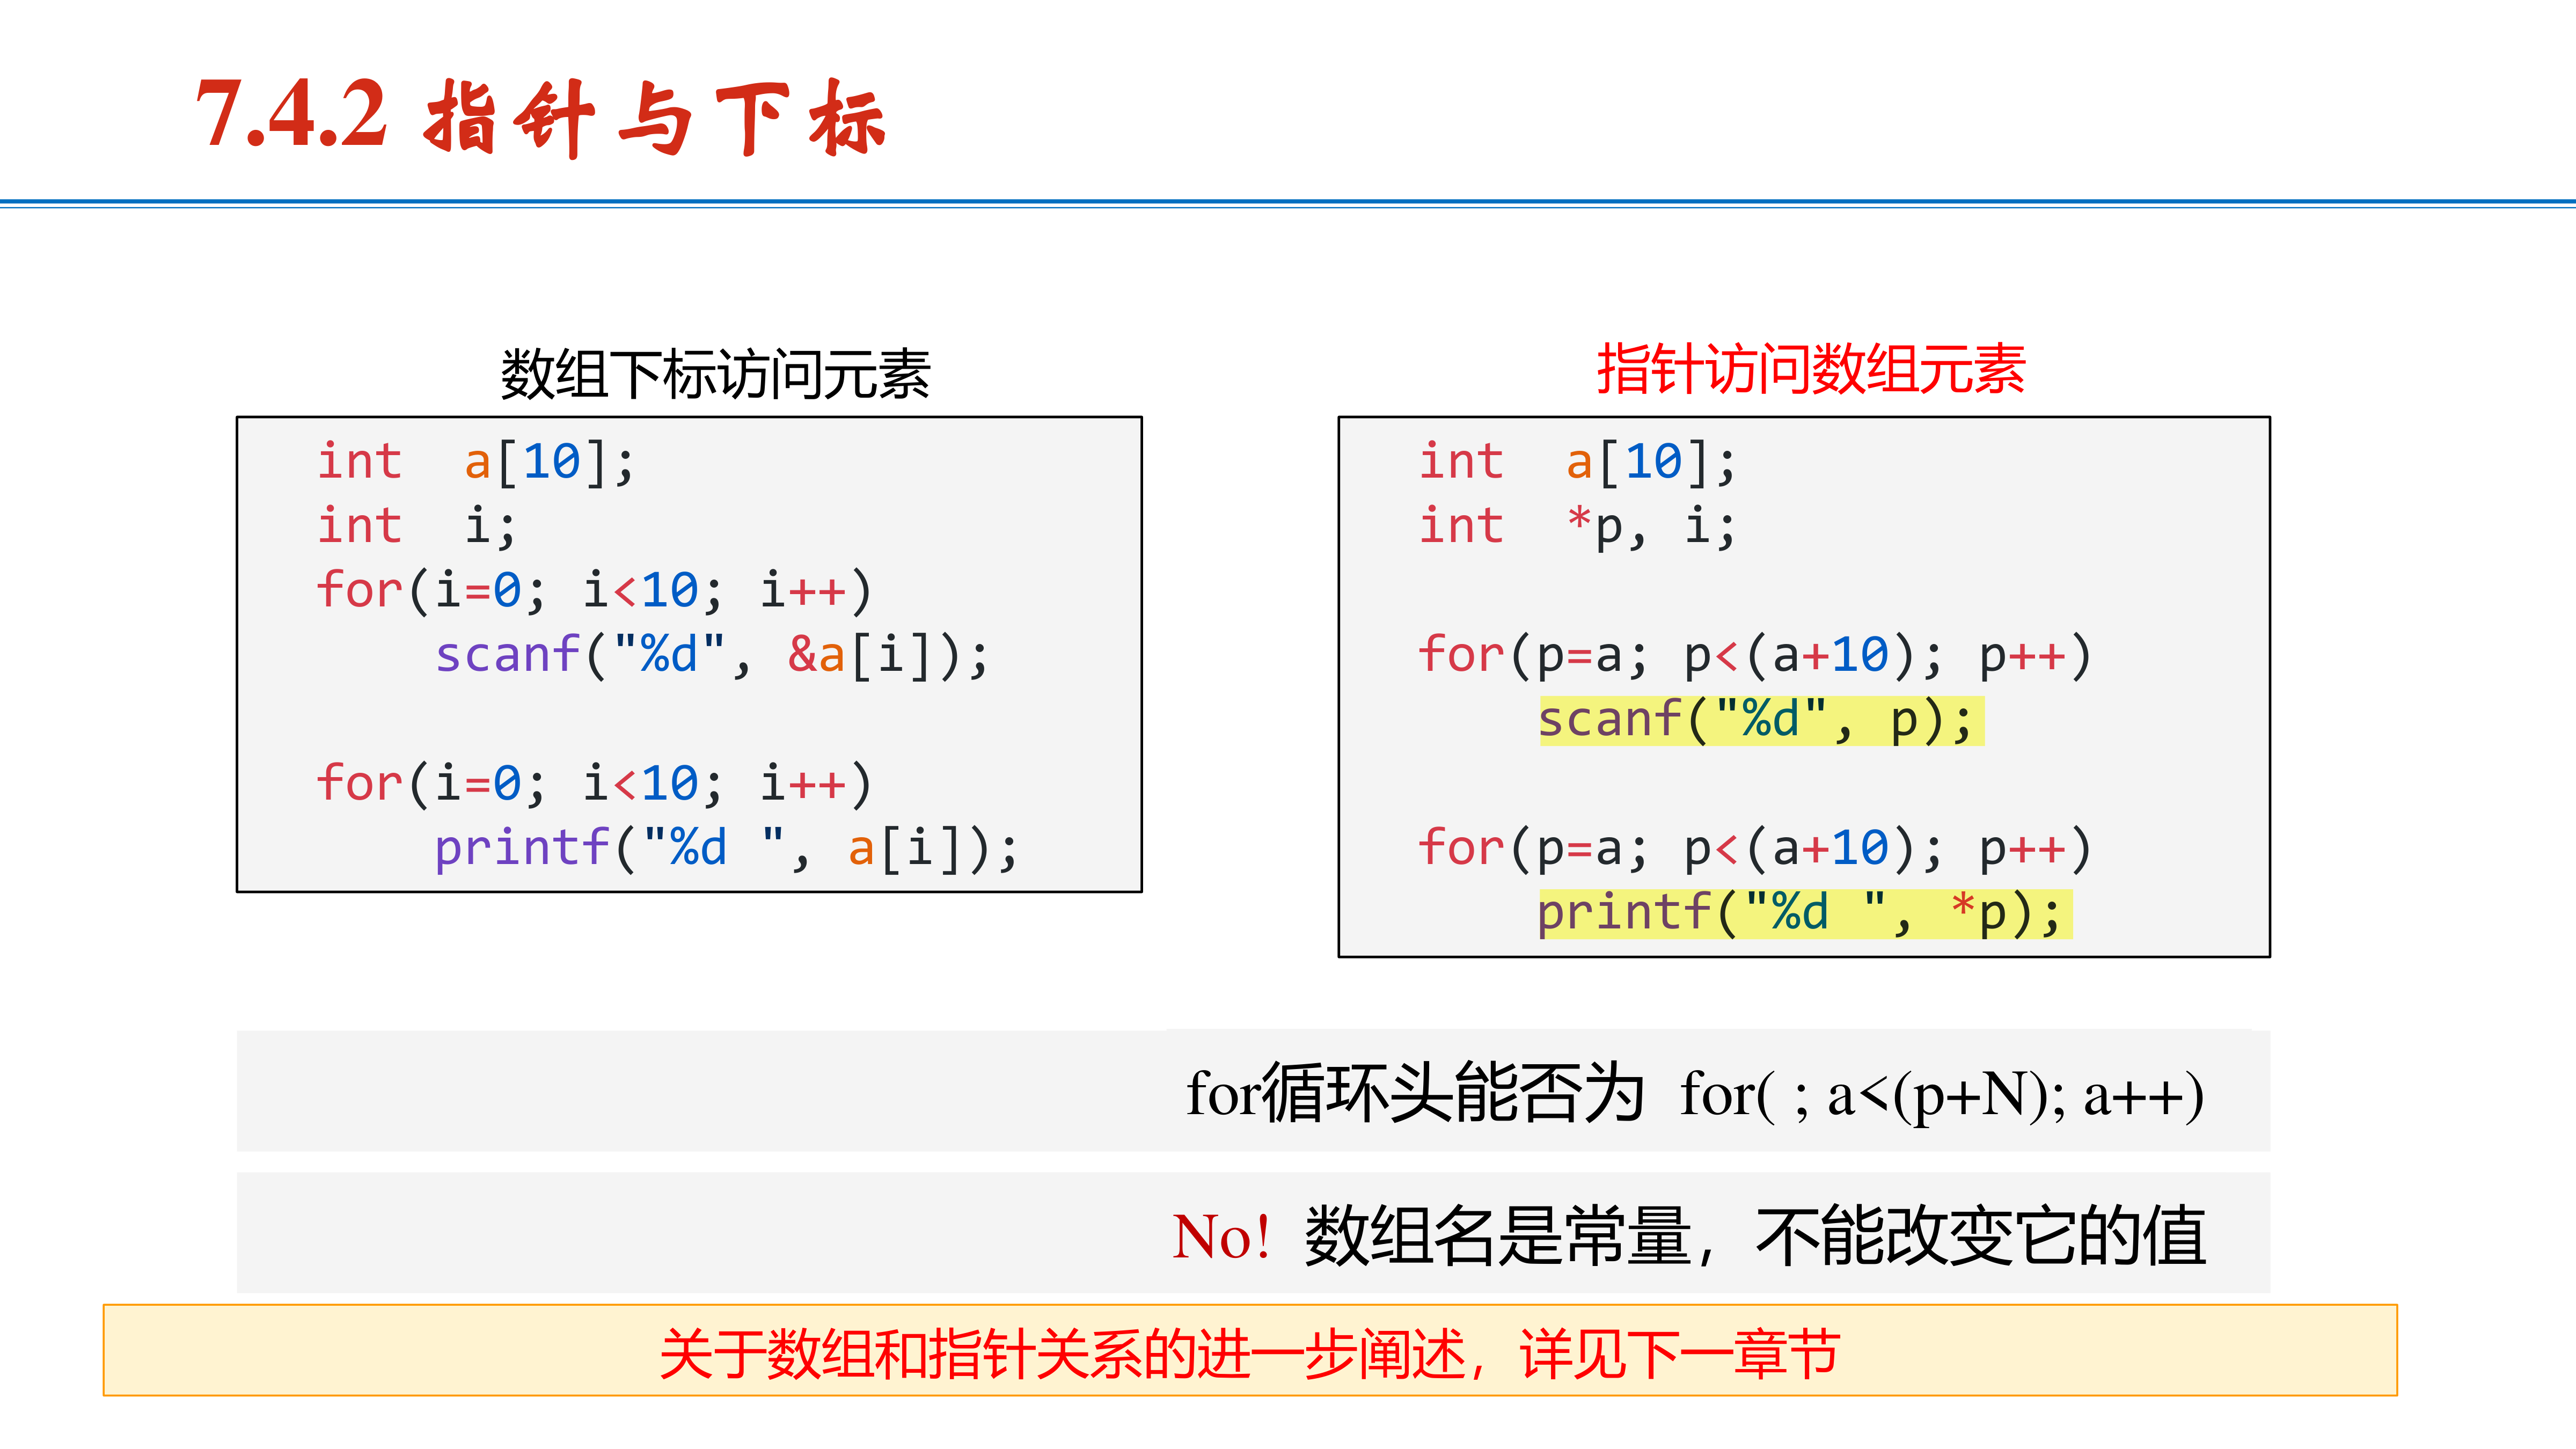 7.4.2 指针与下标
数组下标访问元素
int  a[10];
int  i;
for(i=0; i<10; i++)
    scanf("%d", &a[i]);
for(i=0; i<10; i++)
    printf("%d ", a[i]);
指针访问数组元素
int  a[10];
int  *p, i;
for(p=a; p<(a+10); p++)
    scanf("%d", p);
for(p=a; p<(a+10); p++)
    printf("%d ", *p);
for循环头能否为 for( ; a<(p+N); a++)
No! 数组名是常量，不能改变它的值
关于数组和指针关系的进一步阐述，详见下一章节